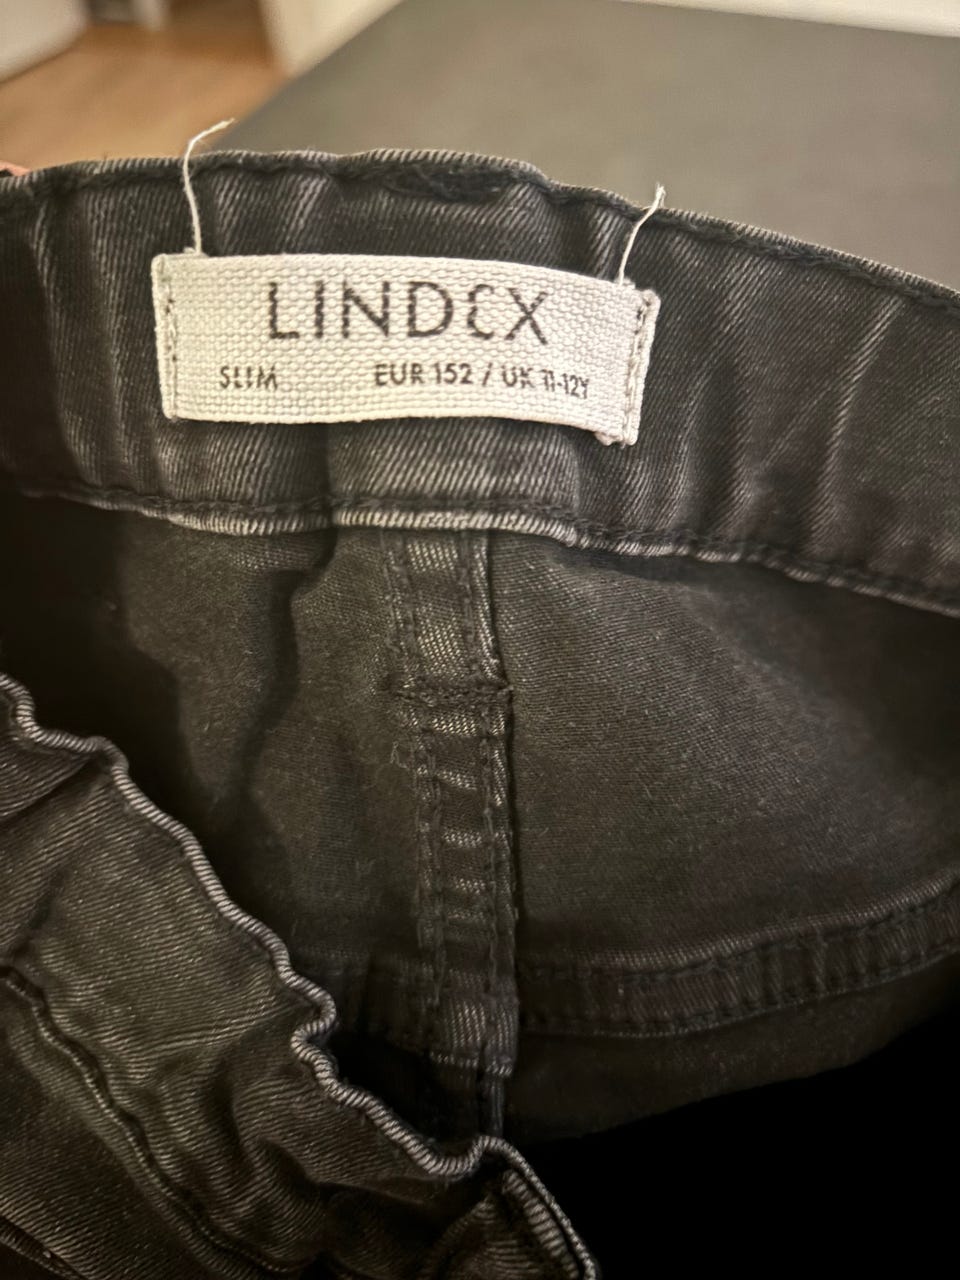 LINDEX
SLIM EUR 152 / UK 11-12Y